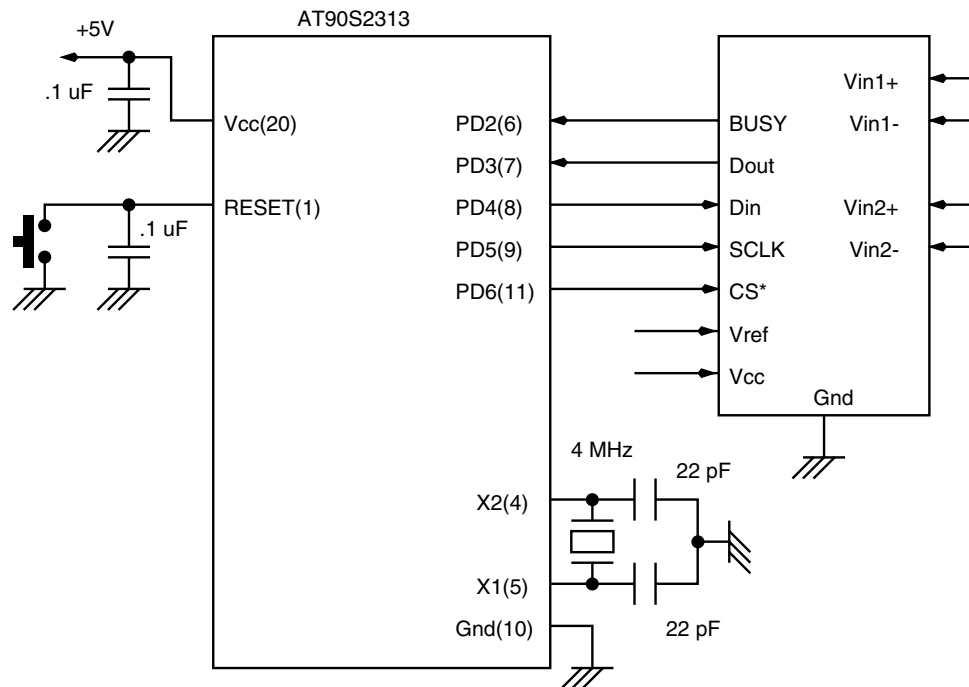 AT90S2313
+5V
.1 uF
Vcc(20)
RESET(1)
.1 uF
PD2(6)
PD3(7)
PD4(8)
PD5(9)
PD6(11)
X2(4)
X1(5)
Gnd(10)
BUSY
Dout
Din
SCLK
CS*
Vref
Vcc
Gnd
Vin1+
Vin1-
Vin2+
Vin2-
4 MHz
22 pF
22 pF